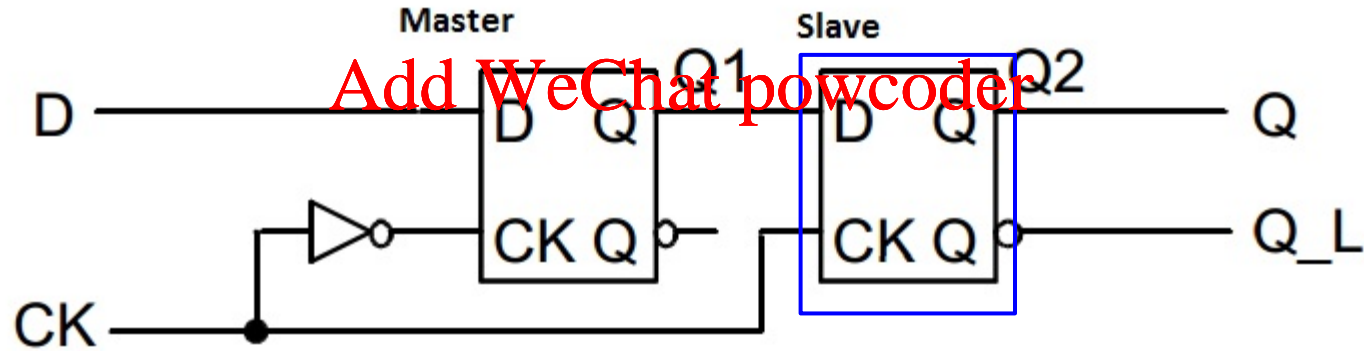 Master
Slave
Add WeChat powcoder
Q1
Q2
D
D Q
D Q
Q
CK Q
CK Q
Q_L
CK